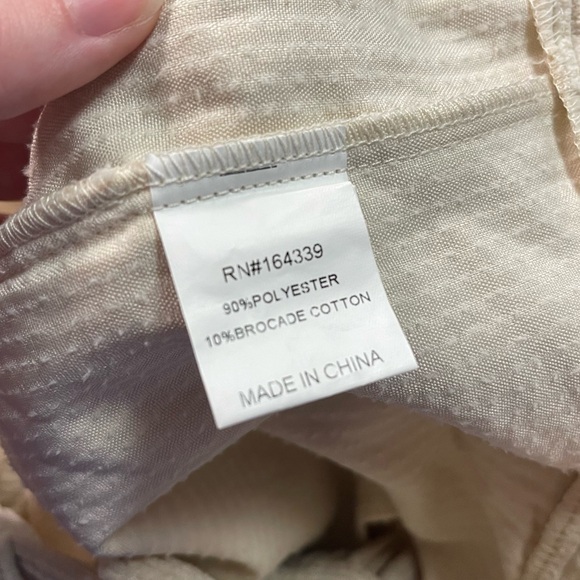 RN#164339
90%POLYESTER
10%BROCADE COTTON
MADE IN CHINA